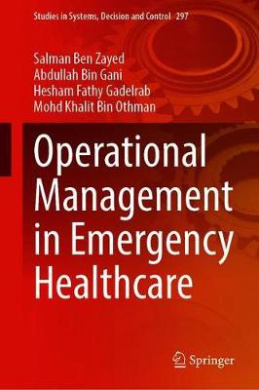 Studies in Systems, Decision and Control 297
Salman Ben Zayed
Abdullah Bin Gani
Hesham Fathy Gadelrab
Mohd Khalit Bin Othman
Operational
Management
in Emergency
Healthcare
Springer